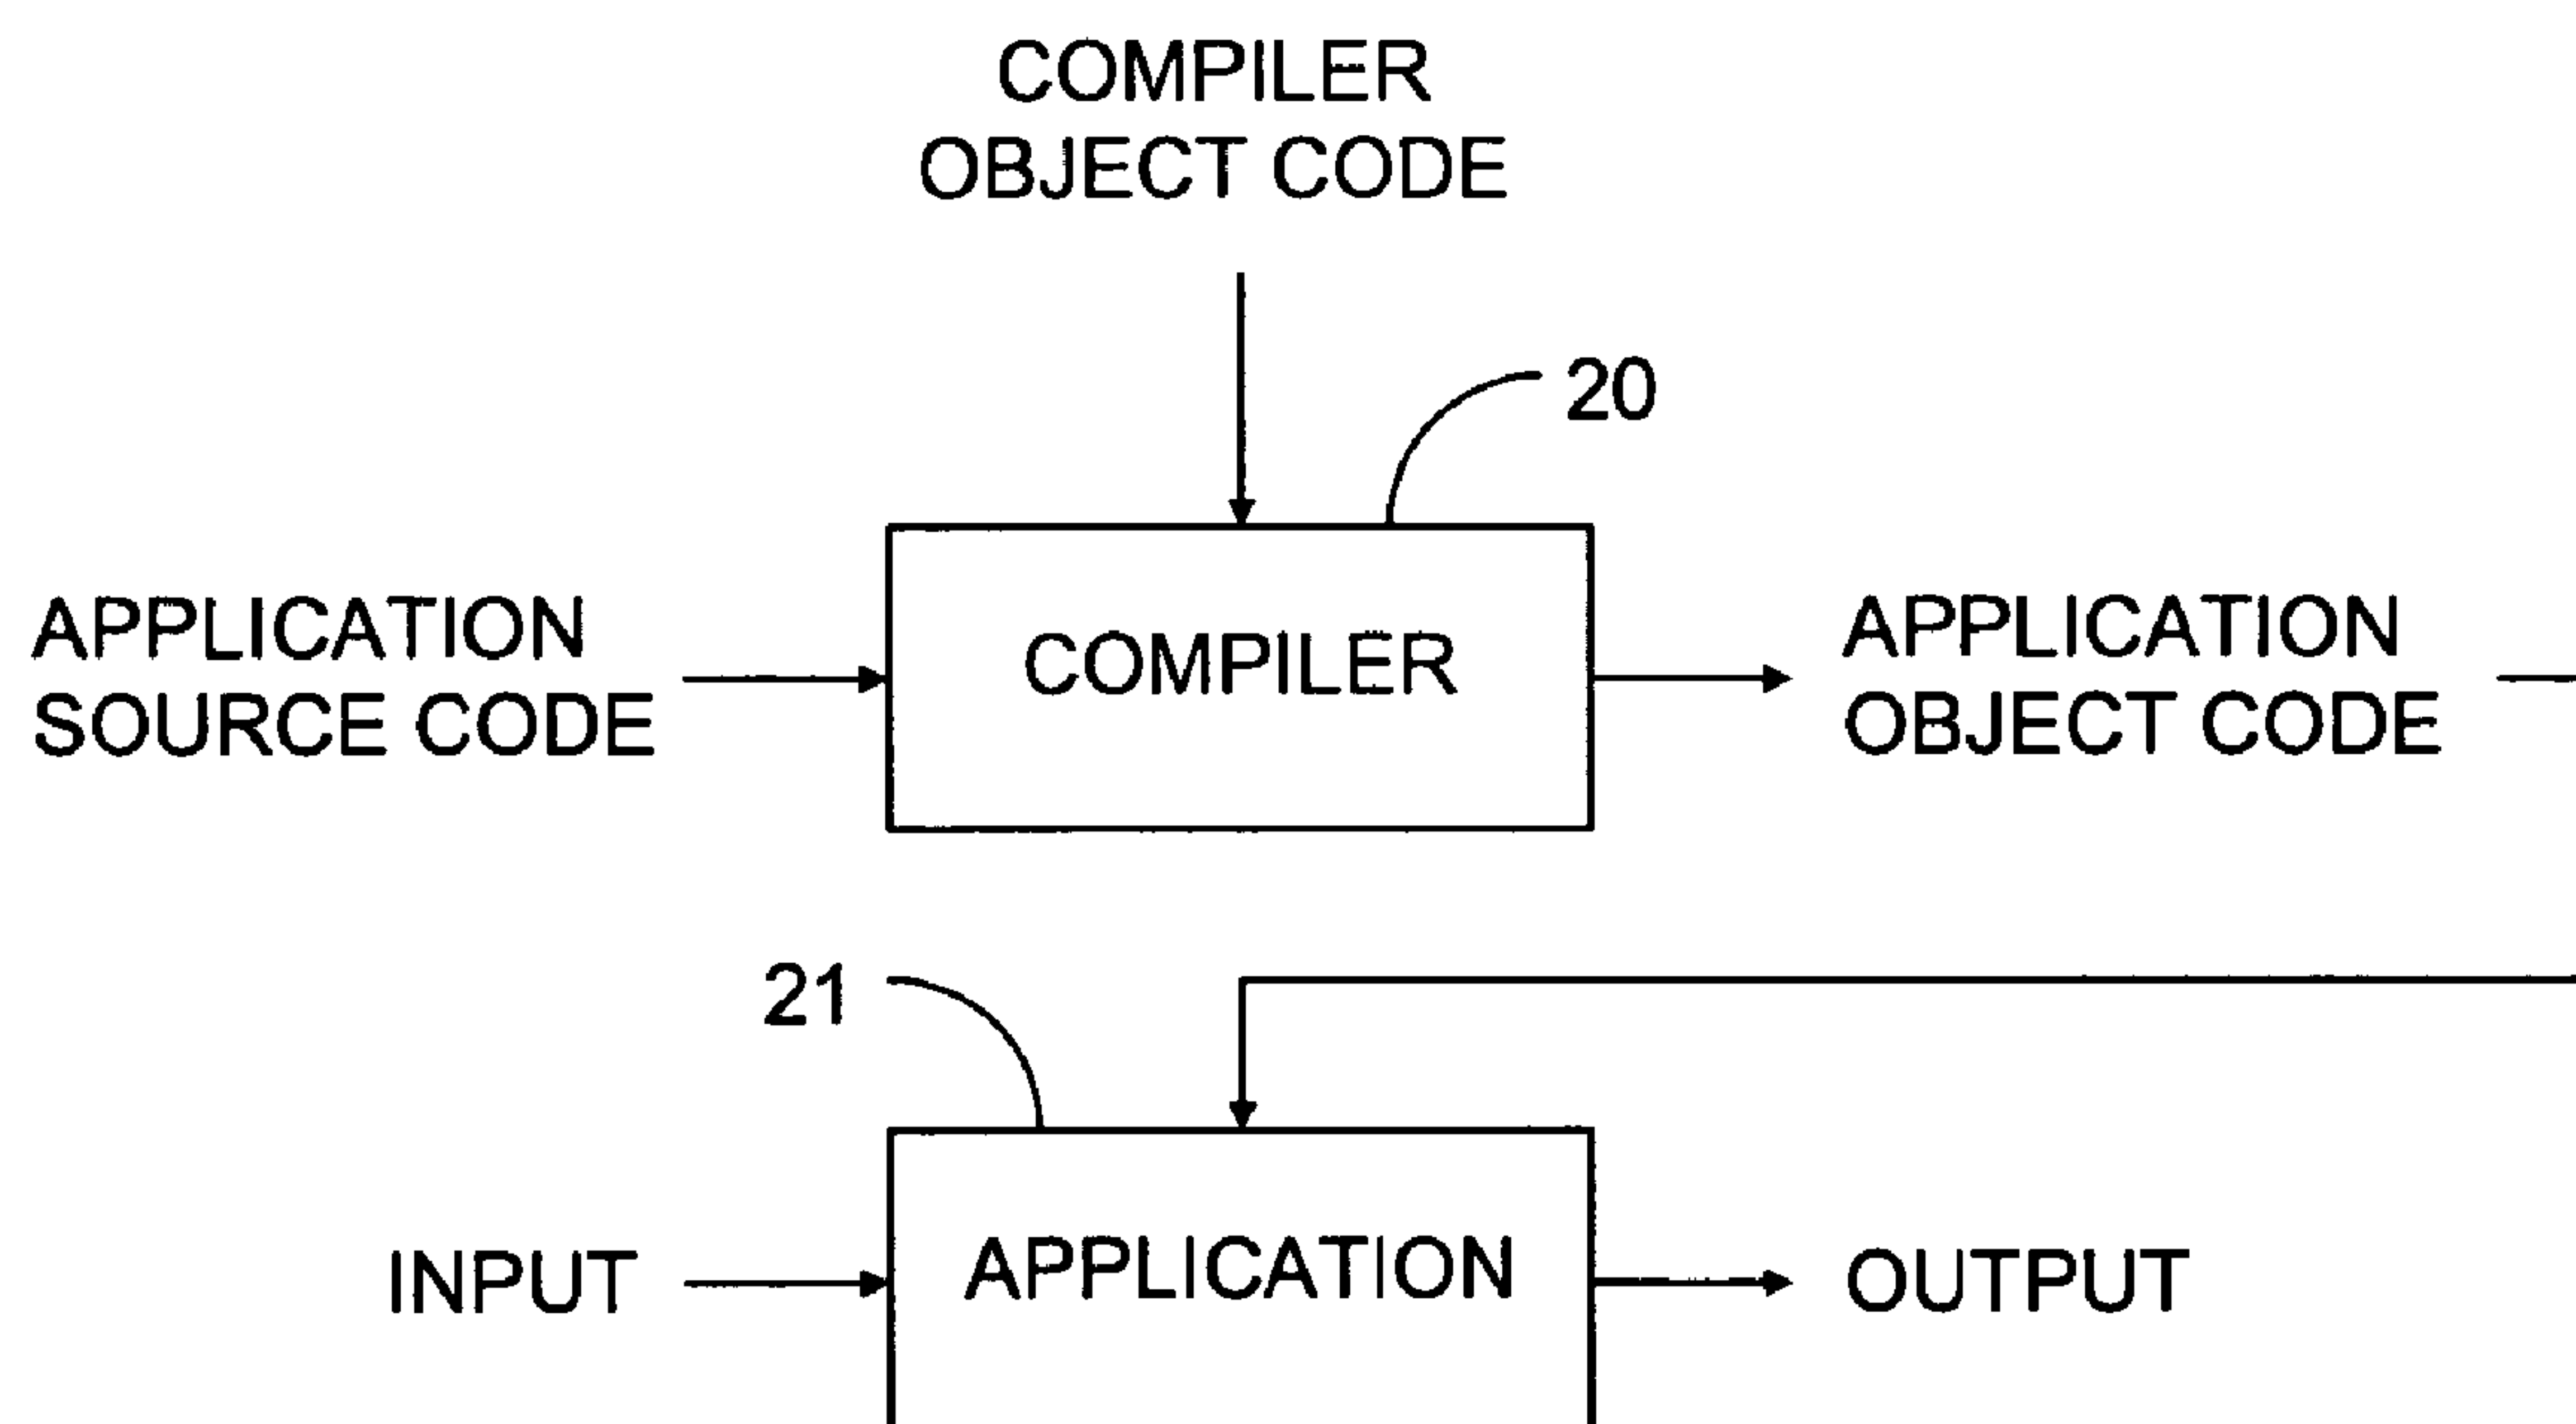 COMPILER
OBJECT CODE
20
APPLICATION
SOURCE CODE
COMPILER
APPLICATION
OBJECT CODE
21
INPUT
APPLICATION
OUTPUT